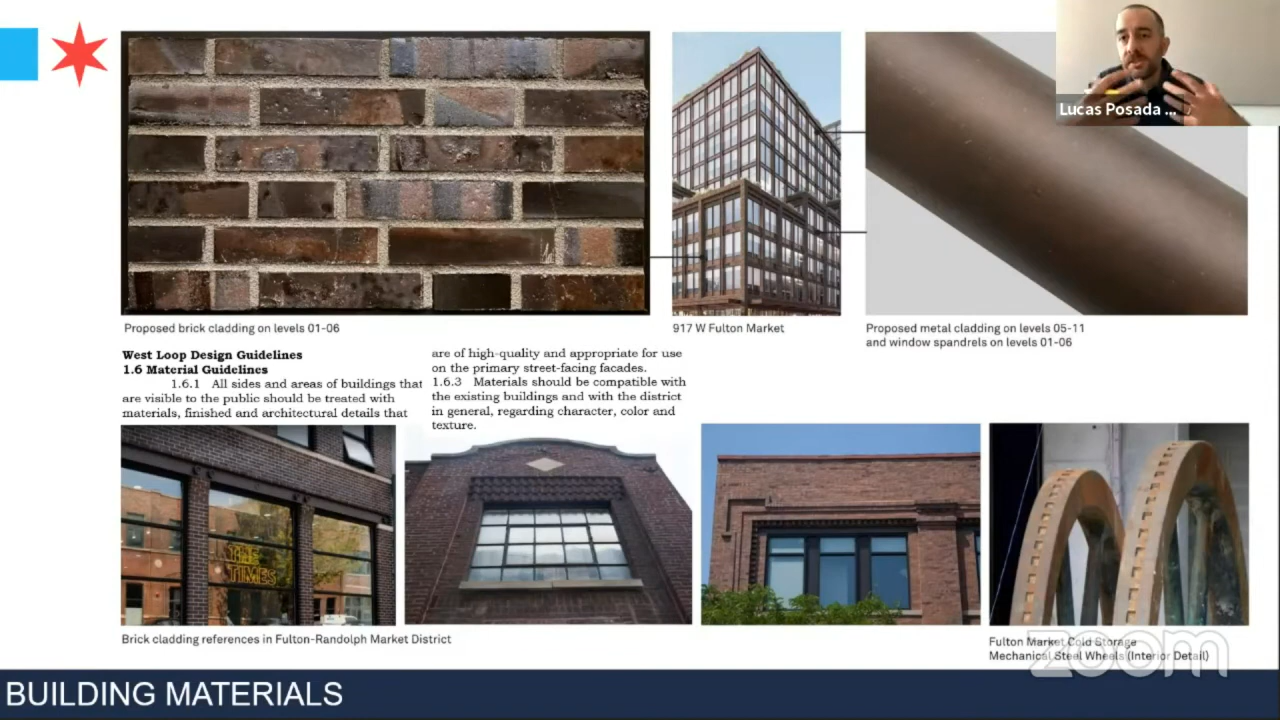 Lucas Posada ...
Proposed brick cladding on levels 01-06
917 W Fulton Market
Proposed metal cladding on levels 05-11
and window spandrels on levels 01-06
West Loop Design Guidelines
1.6 Material Guidelines
1.6.1 All sides and areas of buildings that
are visible to the public should be treated with
materials, finished and architectural details that
are of high-quality and appropriate for use
on the primary street-facing facades.
1.6.3 Materials should be compatible with
the existing buildings and with the district
in general, regarding character, color and
texture.
THE
TIMES
Brick cladding references in Fulton-Randolph Market District
Fulton Market Cold Storage
Mechanical Steel Wheels (Interior Detail)
zoom
BUILDING MATERIALS